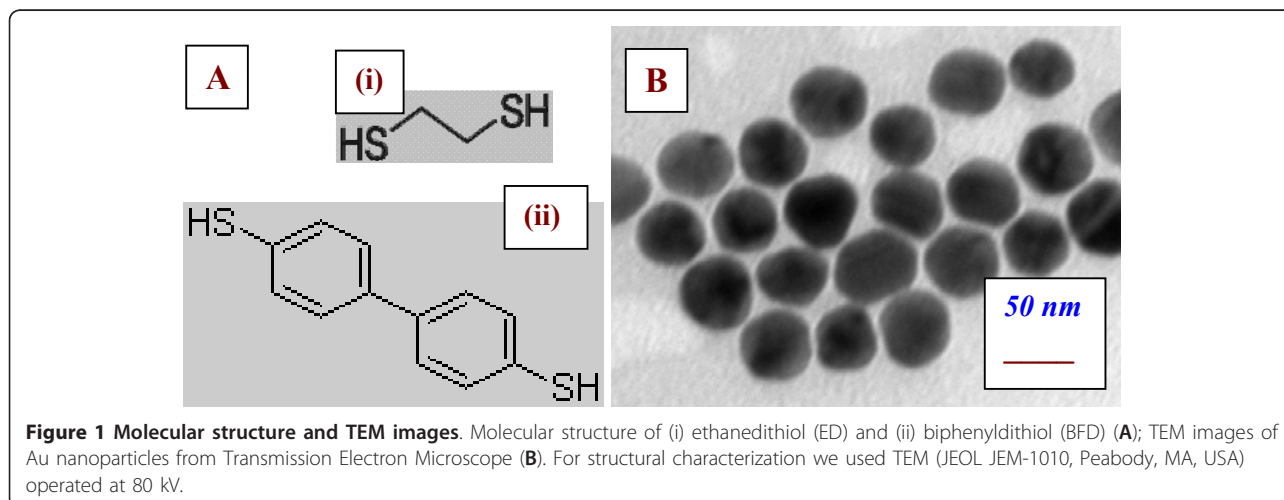 A
(i)
HS
SH
(ii)
HS
SH
B
50 nm
Figure 1 Molecular structure and TEM images. Molecular structure of (i) ethanedithiol (ED) and (ii) biphenyldithiol (BFD) (A); TEM images of
Au nanoparticles from Transmission Electron Microscope (B). For structural characterization we used TEM (JEOL JEM-1010, Peabody, MA, USA)
operated at 80 kV.